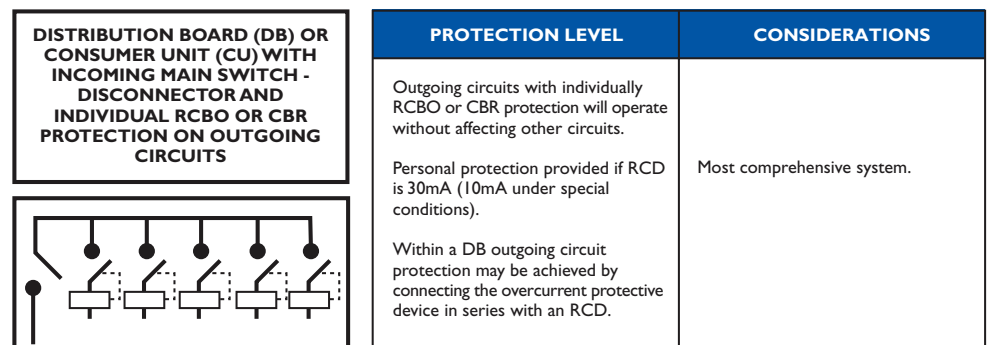 DISTRIBUTION BOARD (DB) OR
CONSUMER UNIT (CU) WITH
INCOMING MAIN SWITCH -
DISCONNECTOR AND
INDIVIDUAL RCBO OR CBR
PROTECTION ON OUTGOING
CIRCUITS
PROTECTION LEVEL
Outgoing circuits with individually
RCBO or CBR protection will operate
without affecting other circuits.
Personal protection provided if RCD
is 30mA (10mA under special
conditions).
Within a DB outgoing circuit
protection may be achieved by
connecting the overcurrent protective
device in series with an RCD.
CONSIDERATIONS
Most comprehensive system.